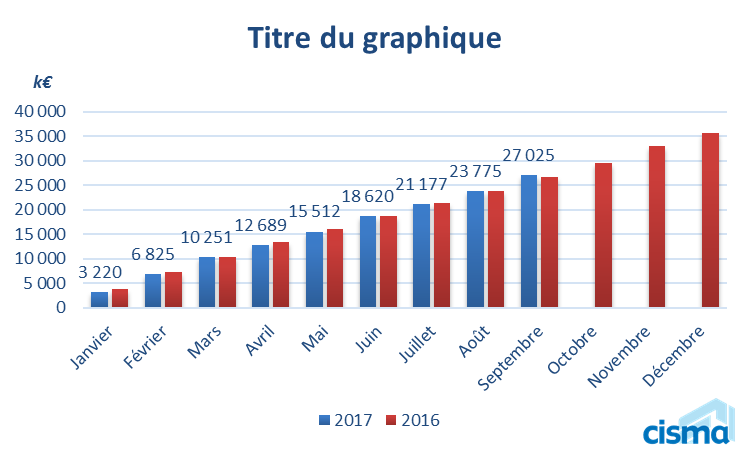 Titre du graphique
k€
40 000
35 000
30 000
25 000
20 000
15 000
10 000
5 000
0
3 220
6 825
10 251
12 689
15 512
18 620
21 177
23 775
27 025
Janvier
Février
Mars
Avril
Mai
Juin
Juillet
Août
Septembre
Octobre
Novembre
Décembre
2017 2016
cisma